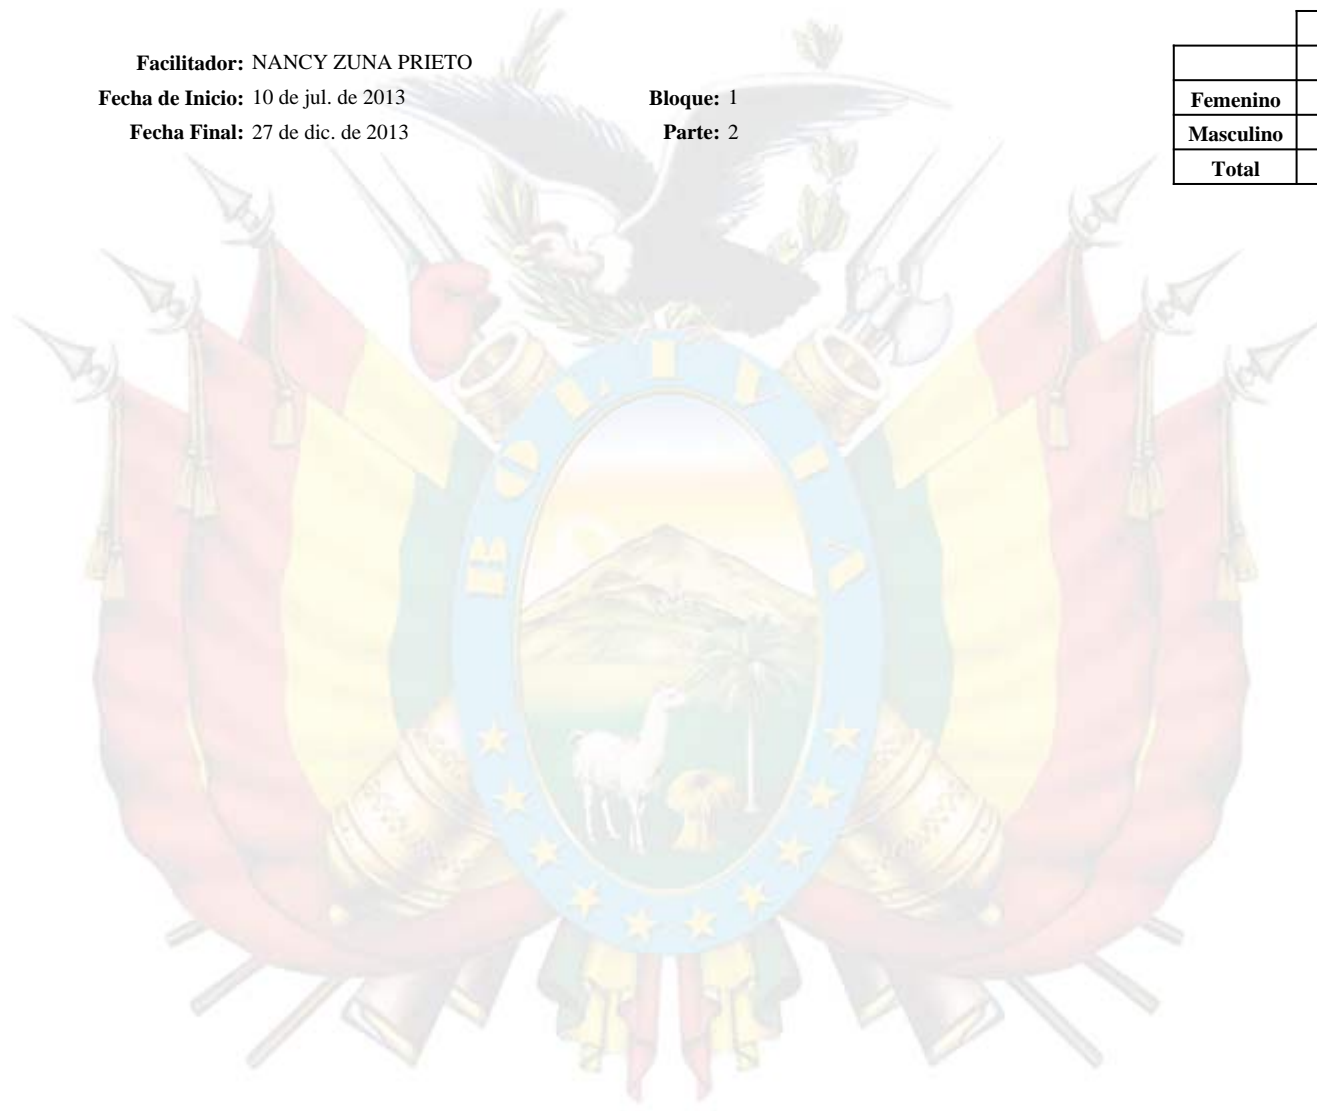 Facilitador: NANCY ZUNA PRIETO
Fecha de Inicio: 10 de jul. de 2013 Bloque: 1
Fecha Final: 27 de dic. de 2013 Parte: 2
Femenino
Masculino
Total
BOLIVIA